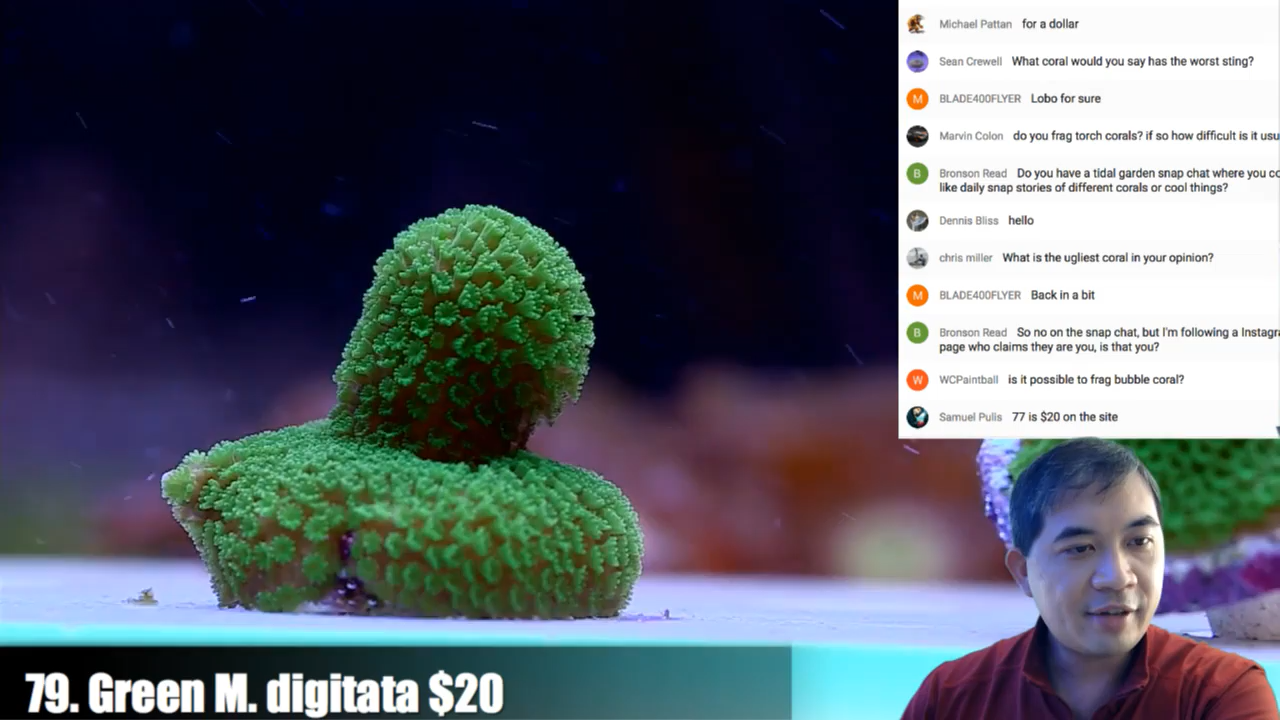 Michael Pattan for a dollar
Sean Crewell What coral would you say has the worst sting?
M BLADE400FLYER Lobo for sure
Marvin Colon do you frag torch corals? if so how difficult is it usu
B Bronson Read Do you have a tidal garden snap chat where you co
like daily snap stories of different corals or cool things?
Dennis Bliss hello
chris miller What is the ugliest coral in your opinion?
M BLADE400FLYER Back in a bit
B Bronson Read So no on the snap chat, but I'm following a Instagra
page who claims they are you, is that you?
W WCPaintball is it possible to frag bubble coral?
Samuel Pulis 77 is $20 on the site
79. Green M. digitata $20